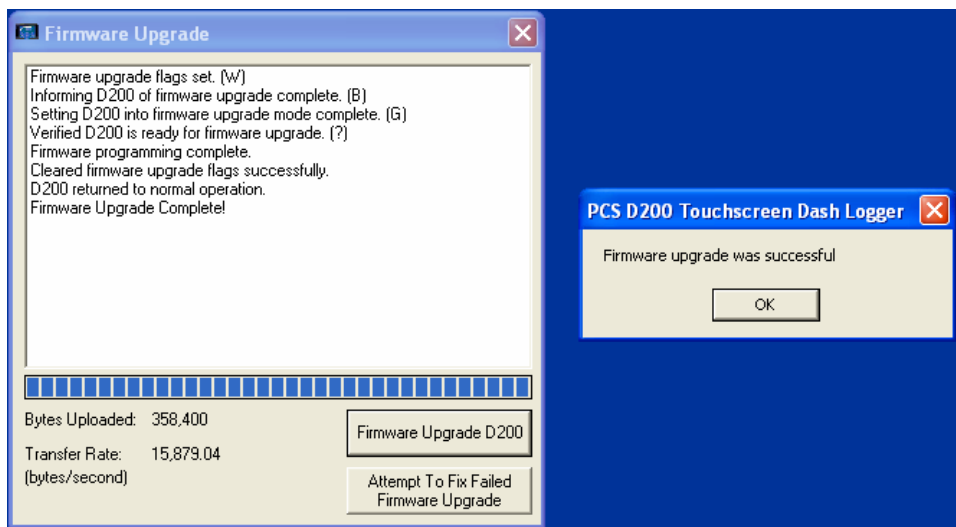 Firmware Upgrade
Firmware upgrade flags set. (W)
Informing D200 of firmware upgrade complete. (B)
Setting D200 into firmware upgrade mode complete. (G)
Verified D200 is ready for firmware upgrade. (?)
Firmware programming complete.
Cleared firmware upgrade flags successfully.
D200 returned to normal operation.
Firmware Upgrade Complete!
Bytes Uploaded: 358,400
Transfer Rate: 15,879.04
(bytes/second)
Firmware Upgrade D200
Attempt To Fix Failed
Firmware Upgrade
PCS D200 Touchscreen Dash Logger
Firmware upgrade was successful
OK